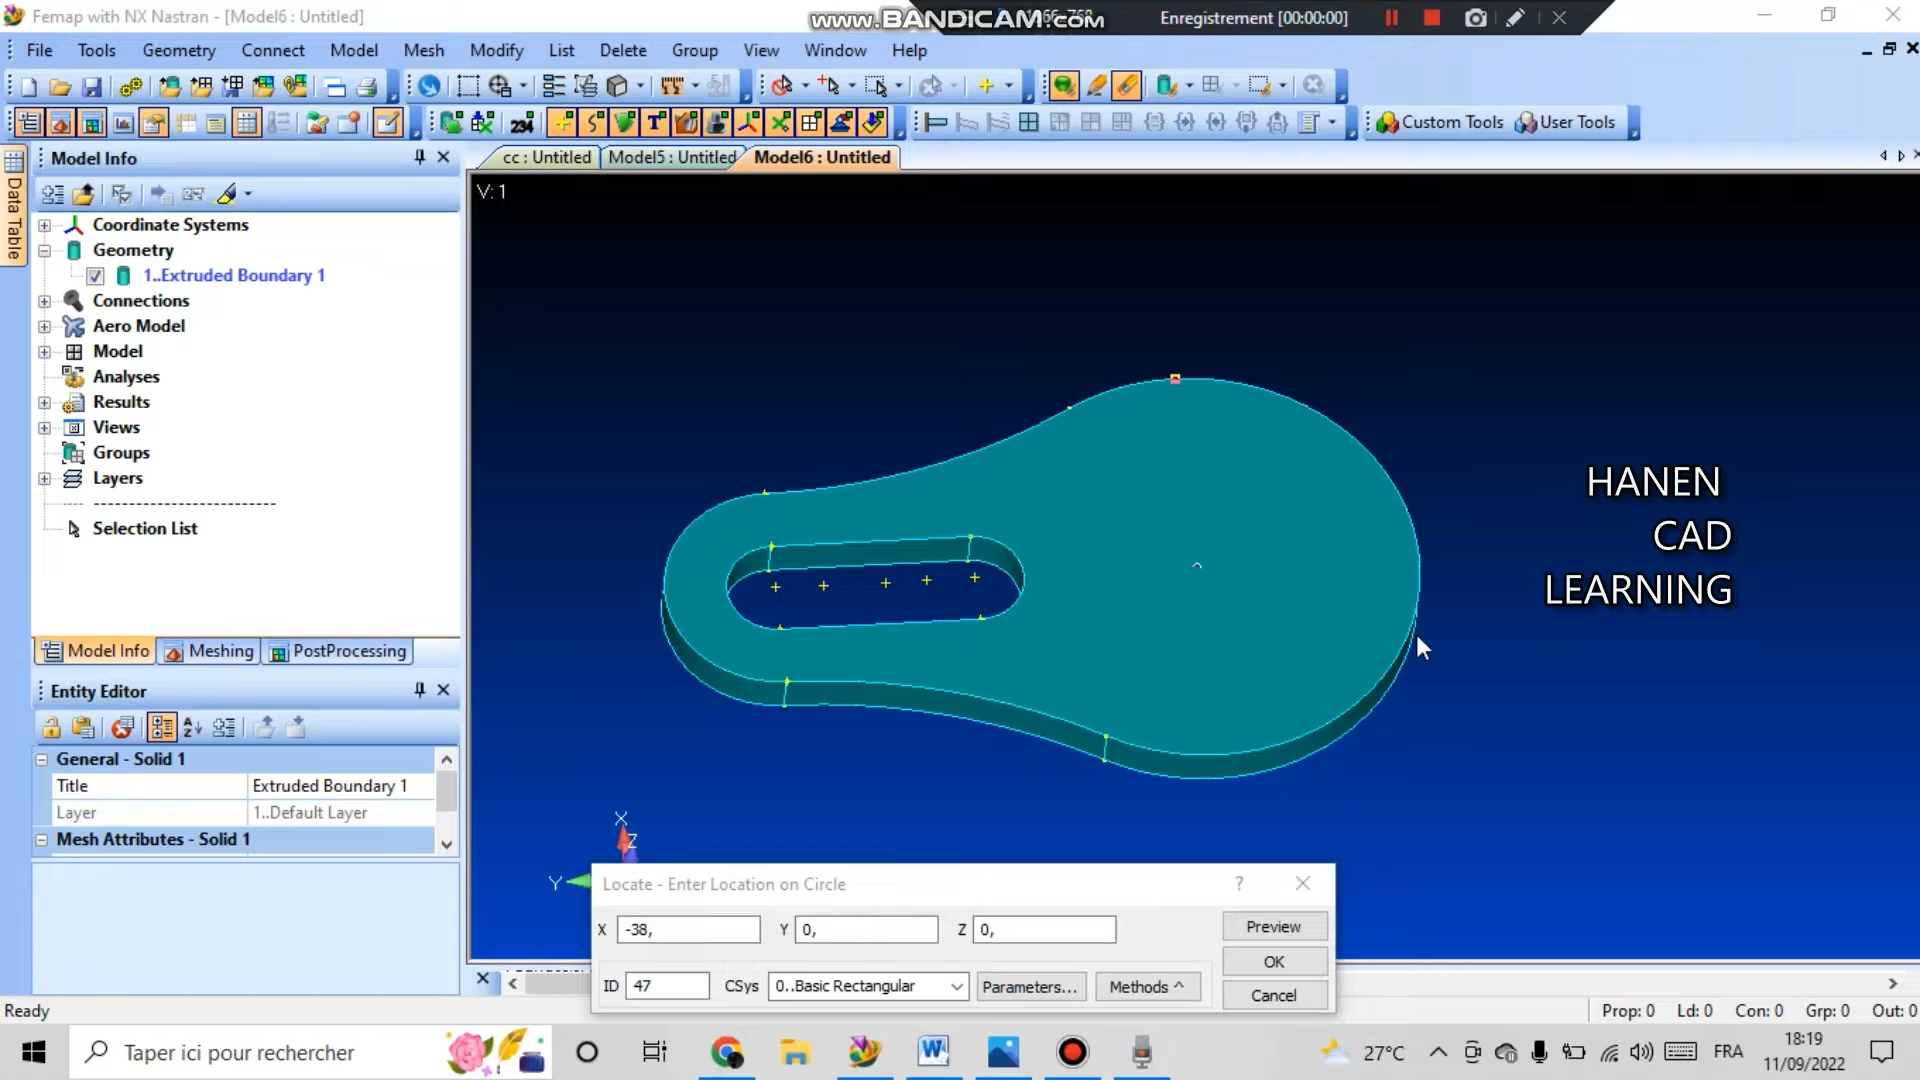 Femap with NX Nastran - [Model6 : Untitled]
www.BANDICAM.com
Enregistrement [00:00:00]
File Tools Geometry Connect Model Mesh Modify List Delete Group View Window Help
234
Custom Tools
User Tools
Data Table
Model Info
cc : Untitled
Model5 : Untitled
Model6 : Untitled
V: 1
Coordinate Systems
Geometry
1..Extruded Boundary 1
Connections
Aero Model
Model
Analyses
Results
Views
Groups
Layers
Selection List
Model Info
Meshing
PostProcessing
HANEN
CAD
LEARNING
Entity Editor
General - Solid 1
Title Extruded Boundary 1
Layer 1..Default Layer
Mesh Attributes - Solid 1
X
Z
Y
Locate - Enter Location on Circle
X -38, Y 0, Z 0,
Preview
OK
ID 47 CSys 0..Basic Rectangular Parameters... Methods ^
Cancel
Ready
Prop: 0 Ld: 0 Con: 0 Grp: 0 Out: 0
Taper ici pour rechercher
27°C
FRA
18:19
11/09/2022